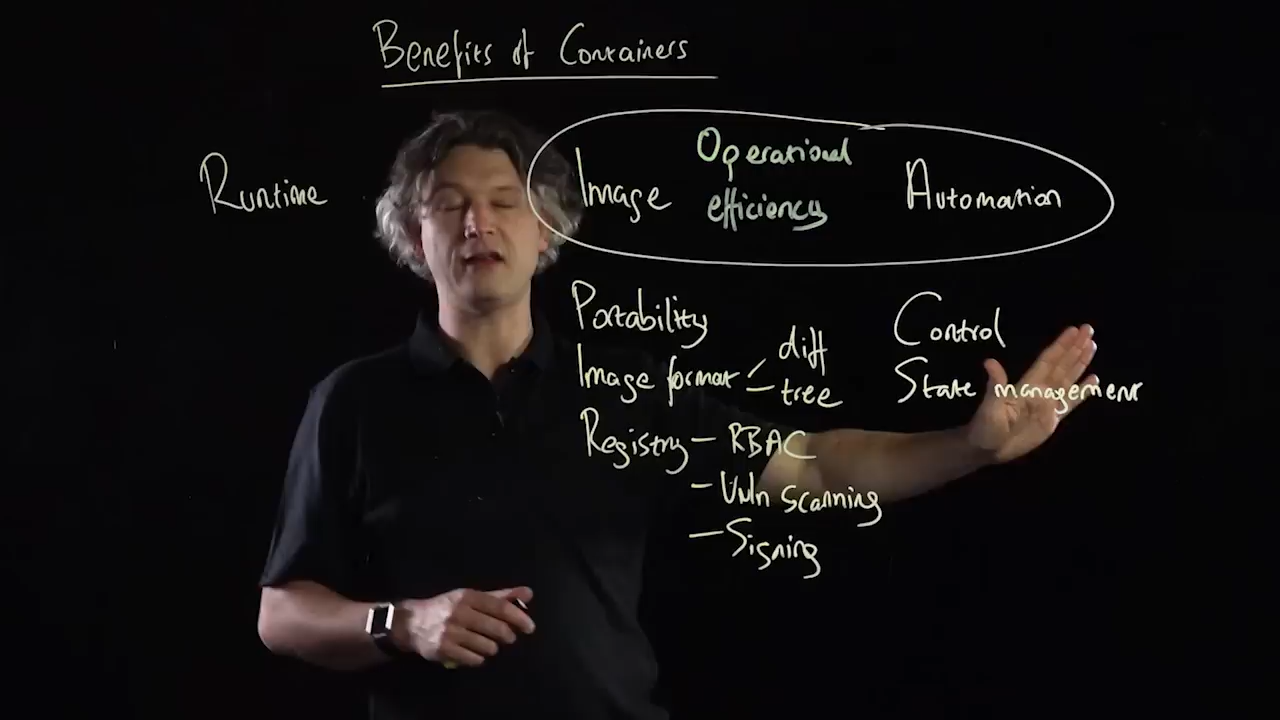 Benefits of Containers
Runtime
Image
Operational
efficiency
Automation
Portability
Image format
diff
tree
Registry
– RBAC
– Vuln scanning
– Signing
Control
State management